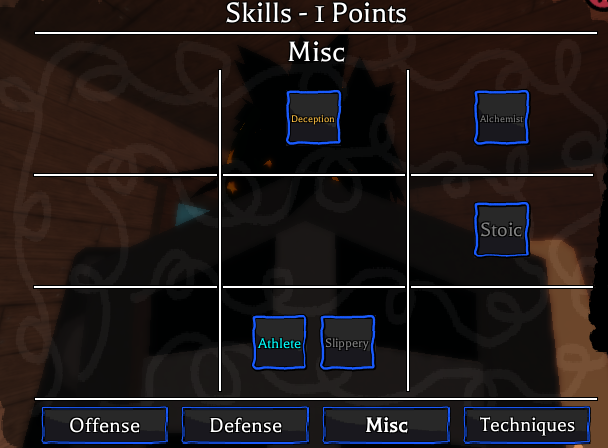 Skills - 1 Points
Misc
Deception
Alchemist
Stoic
Athlete
Slippery
Offense
Defense
Misc
Techniques